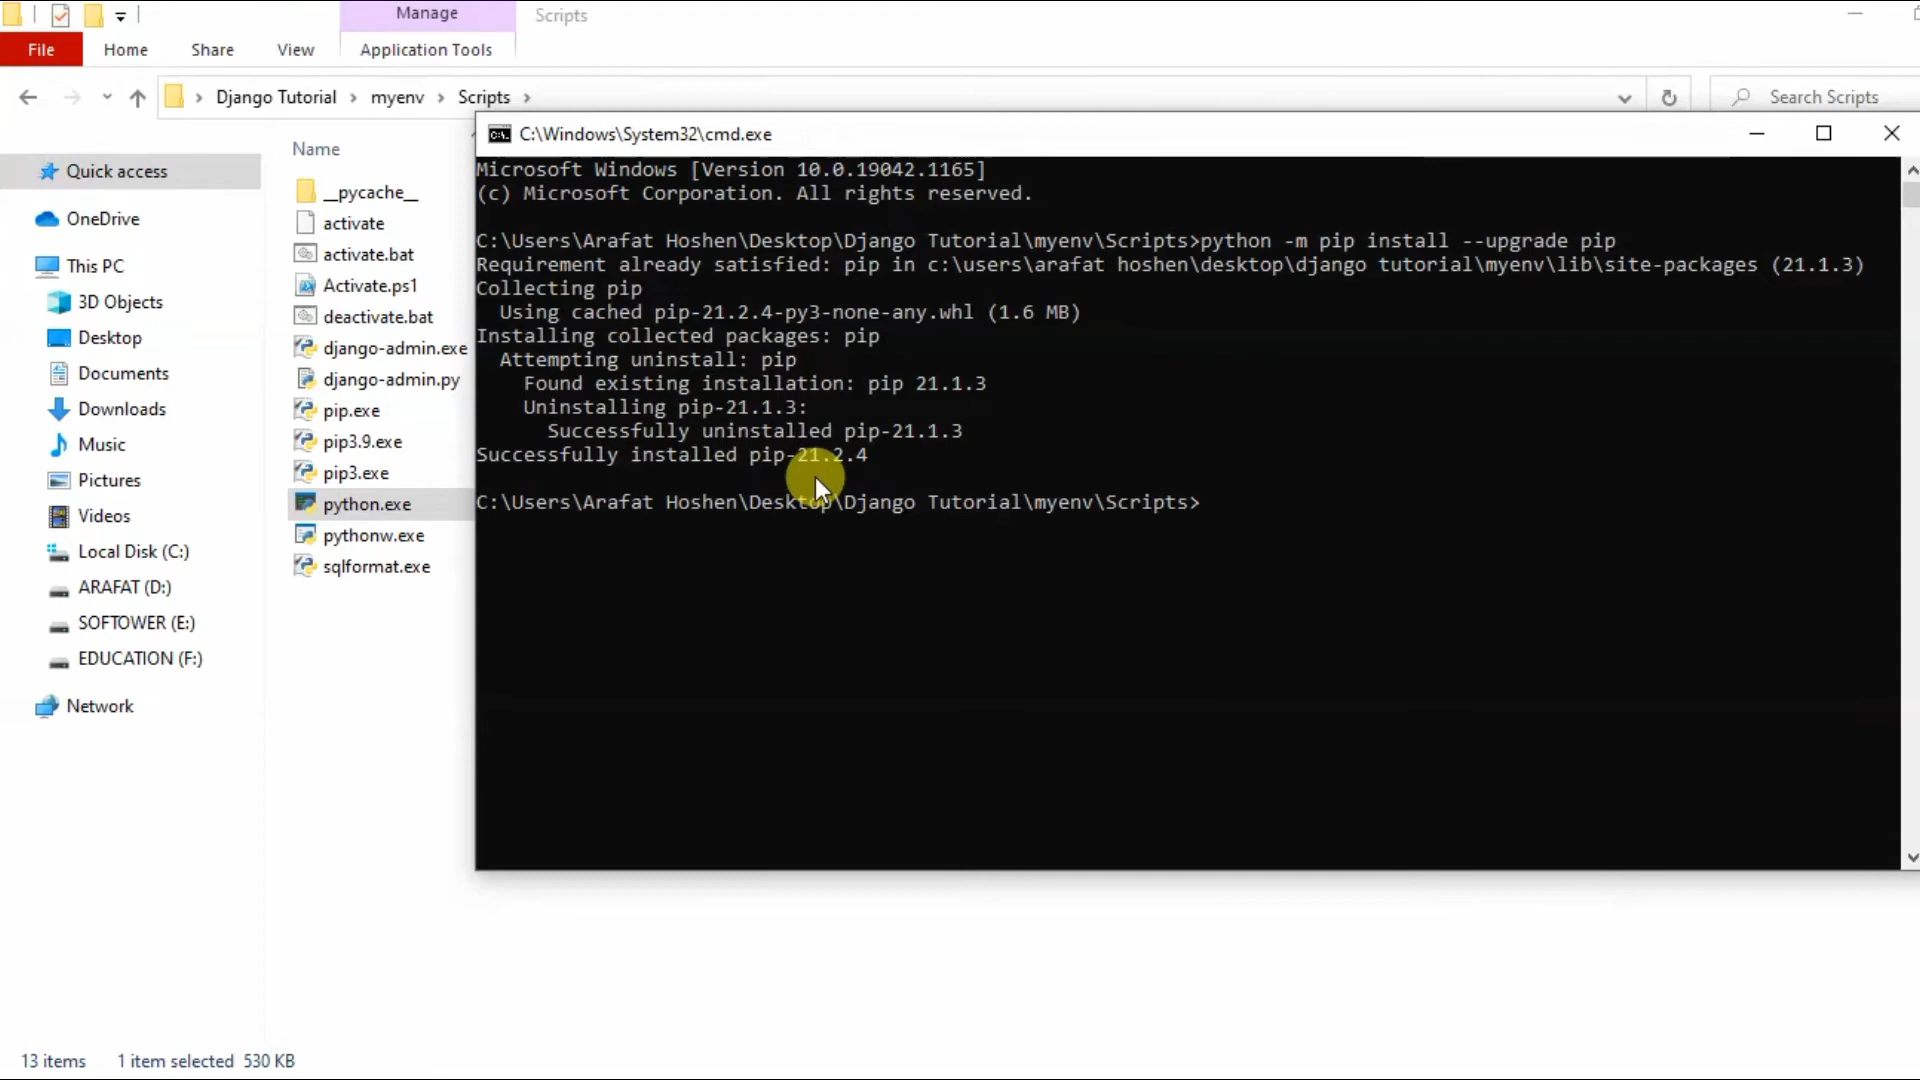 Manage
Scripts
File
Home
Share
View
Application Tools
Django Tutorial
myenv
Scripts
Search Scripts
Quick access
OneDrive
This PC
3D Objects
Desktop
Documents
Downloads
Music
Pictures
Videos
Local Disk (C:)
ARAFAT (D:)
SOFTOWER (E:)
EDUCATION (F:)
Network
Name
__pycache__
activate
activate.bat
Activate.ps1
deactivate.bat
django-admin.exe
django-admin.py
pip.exe
pip3.9.exe
pip3.exe
python.exe
pythonw.exe
sqlformat.exe
C:\Windows\System32\cmd.exe
Microsoft Windows [Version 10.0.19042.1165]
(c) Microsoft Corporation. All rights reserved.
C:\Users\Arafat Hoshen\Desktop\Django Tutorial\myenv\Scripts>python -m pip install --upgrade pip
Requirement already satisfied: pip in c:\users\arafat hoshen\desktop\django tutorial\myenv\lib\site-packages (21.1.3)
Collecting pip
Using cached pip-21.2.4-py3-none-any.whl (1.6 MB)
Installing collected packages: pip
Attempting uninstall: pip
Found existing installation: pip 21.1.3
Uninstalling pip-21.1.3:
Successfully uninstalled pip-21.1.3
Successfully installed pip-21.2.4
C:\Users\Arafat Hoshen\Desktop\Django Tutorial\myenv\Scripts>
13 items
1 item selected 530 KB